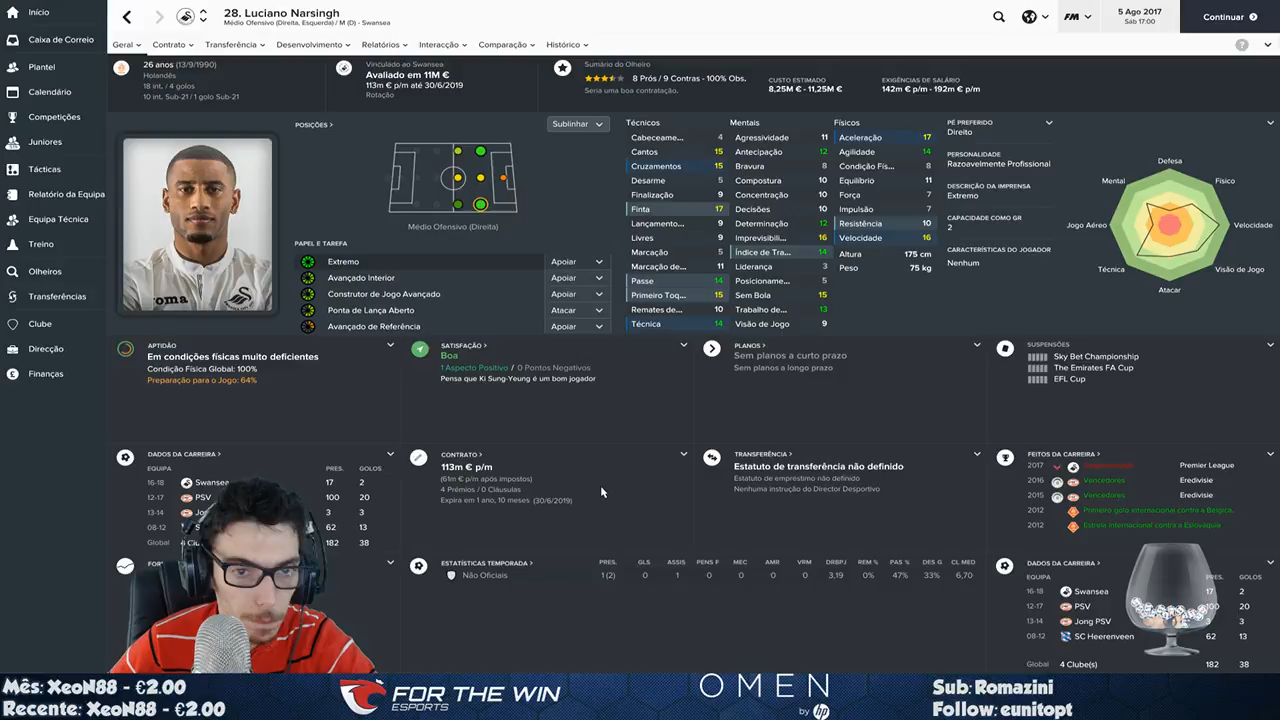 Início
Caixa de Correio
Plantel
Calendário
Competições
Juniores
Tácticas
Relatório da Equipa
Equipa Técnica
Treino
Olheiros
Transferências
Clube
Direcção
Finanças
28. Luciano Narsingh
Médio Ofensivo (Direita, Esquerda) / M (D) - Swansea
FM
5 Ago 2017
Sáb 17:00
Continuar
Geral Contrato Transferência Desenvolvimento Relatórios Interacção Comparação Histórico
26 anos (13/9/1990)
Holandês
18 int. / 4 golos
10 int. Sub-21 / 1 golo Sub-21
Vinculado ao Swansea
Avaliado em 11M €
113m € p/m até 30/6/2019
Rotação
Sumário do Olheiro
8 Prós / 9 Contras - 100% Obs.
Seria uma boa contratação.
CUSTO ESTIMADO
8,25M € - 11,25M €
EXIGÊNCIAS DE SALÁRIO
142m € p/m - 192m € p/m
POSIÇÕES >
Sublinhar
Médio Ofensivo (Direita)
PAPEL E TAREFA
Extremo Apoiar
Avançado Interior Apoiar
Construtor de Jogo Avançado Apoiar
Ponta de Lança Aberto Atacar
Avançado de Referência Apoiar
Técnicos
Cabeceame... 4
Cantos 15
Cruzamentos 15
Desarme 5
Finalização 9
Finta 17
Lançamento... 9
Livres 9
Marcação 5
Marcação de... 11
Passe 14
Primeiro Toq... 15
Remates de... 10
Técnica 14
Mentais
Agressividade 11
Antecipação 12
Bravura 8
Compostura 10
Concentração 10
Decisões 10
Determinação 12
Imprevisibili... 16
Índice de Tra... 14
Liderança 3
Posicioname... 5
Sem Bola 15
Trabalho de... 13
Visão de Jogo 9
Físicos
Aceleração 17
Agilidade 14
Condição Fís... 8
Equilíbrio 11
Força 7
Impulsão 7
Resistência 10
Velocidade 16
Altura 175 cm
Peso 75 kg
PÉ PREFERIDO
Direito
PERSONALIDADE
Razoavelmente Profissional
DESCRIÇÃO DA IMPRENSA
Extremo
CAPACIDADE COMO GR
2
CARACTERÍSTICAS DO JOGADOR
Nenhum
Defesa
Físico
Velocidade
Visão de Jogo
Atacar
Técnica
Jogo Aéreo
Mental
APTIDÃO
Em condições físicas muito deficientes
Condição Física Global: 100%
Preparação para o Jogo: 64%
SATISFAÇÃO >
Boa
1 Aspecto Positivo / 0 Pontos Negativos
Pensa que Ki Sung-Yeung é um bom jogador
PLANOS >
Sem planos a curto prazo
Sem planos a longo prazo
SUSPENSÕES
Sky Bet Championship
The Emirates FA Cup
EFL Cup
DADOS DA CARREIRA >
EQUIPA PRES. GOLOS
16-18 Swansea 17 2
12-17 PSV 100 20
13-14 3 3
08-12 62 13
Global 182 38
CONTRATO >
113m € p/m
(61m € p/m após impostos)
4 Prémios / 0 Cláusulas
Expira em 1 ano, 10 meses (30/6/2019)
TRANSFERÊNCIA >
Estatuto de transferência não definido
Estatuto de empréstimo não definido
Nenhuma instrução do Director Desportivo
FEITOS DA CARREIRA >
2017 Premier League
2016 Vencedores Eredivisie
2015 Vencedores Eredivisie
2012 Primeiro golo internacional contra a Bélgica.
2012 Estreia internacional contra a Eslováquia
ESTATÍSTICAS TEMPORADA >
PRES. GLS AS PENS F MEC AMR VRM DRBPJ REM % PAS % DES G CL MED
Não Oficiais 1 (2) 0 1 0 0 0 0 3,19 0% 47% 33% 6,70
DADOS DA CARREIRA >
EQUIPA PRES. GOLOS
16-18 Swansea 17 2
12-17 PSV 100 20
13-14 Jong PSV 3 3
08-12 SC Heerenveen 62 13
Global 4 Clube(s) 182 38
Mês: XeoN88 - €2.00
Recente: XeoN88 - €2.00
FOR THE WIN
ESPORTS
OMEN
by hp
Sub: Romazini
Follow: eunitopt